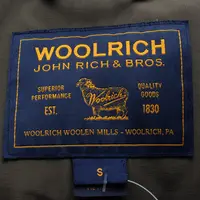 WOOLRICH
JOHN RICH & BROS.
SUPERIOR PERFORMANCE
QUALITY GOODS
EST.
Woolrich
1830
WOOLRICH WOOLEN MILLS - WOOLRICH, PA
S